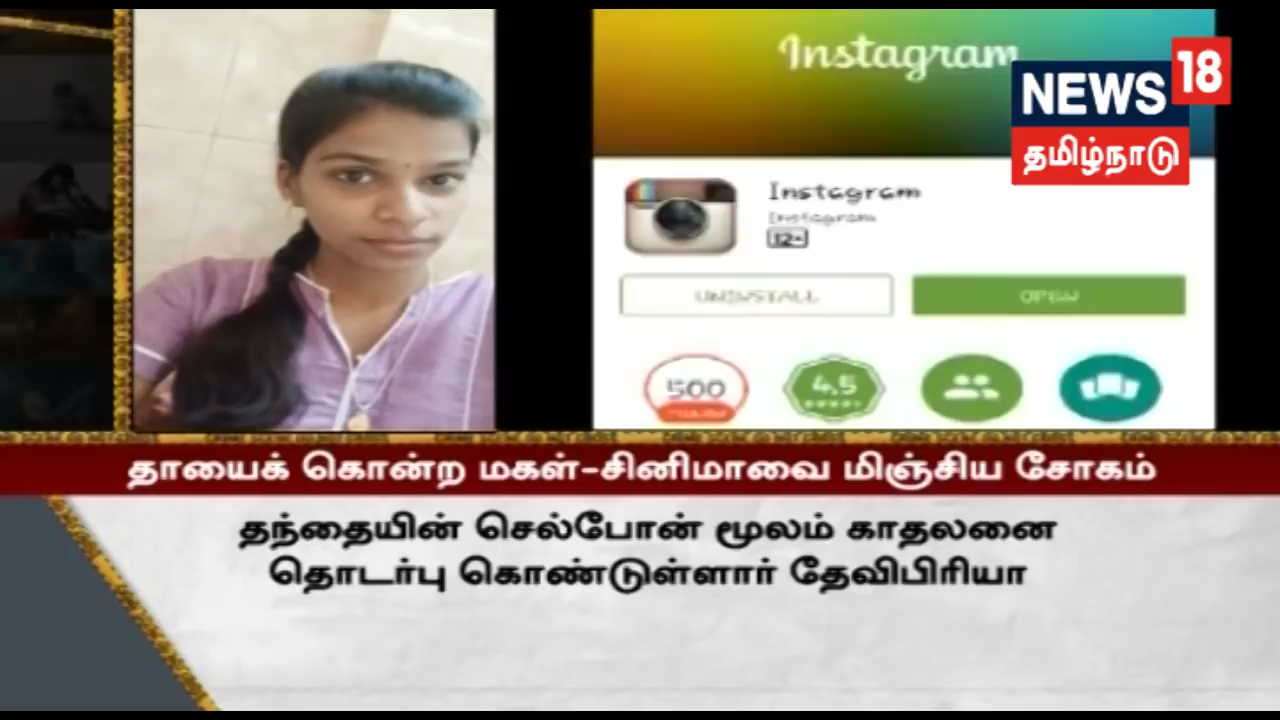 Instagram
NEWS 18
தமிழ்நாடு
Instagram
Instagram
12+
UNINSTALL OPEN
500 4.5
தாயைக் கொன்ற மகள்-சினிமாவை மிஞ்சிய சோகம்
தந்தையின் செல்போன் மூலம் காதலனை
தொடர்பு கொண்டுள்ளார் தேவிபிரியா